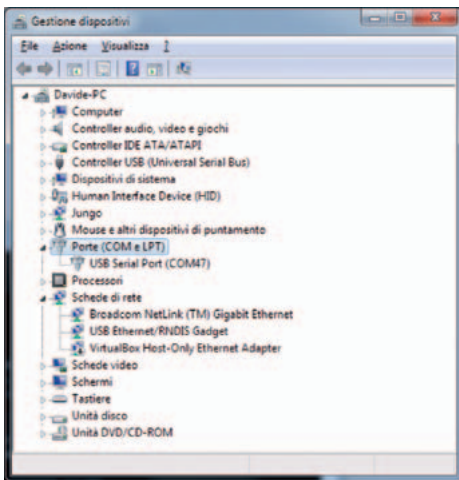 Gestione dispositivi
File Azione Visualizza ?
Davide-PC
Computer
Controller audio, video e giochi
Controller IDE ATA/ATAPI
Controller USB (Universal Serial Bus)
Dispositivi di sistema
Human Interface Device (HID)
Jungo
Mouse e altri dispositivi di puntamento
Porte (COM e LPT)
USB Serial Port (COM47)
Processori
Schede di rete
Broadcom NetLink (TM) Gigabit Ethernet
USB Ethernet/RNDIS Gadget
VirtualBox Host-Only Ethernet Adapter
Schede video
Schermi
Tastiere
Unità disco
Unità DVD/CD-ROM